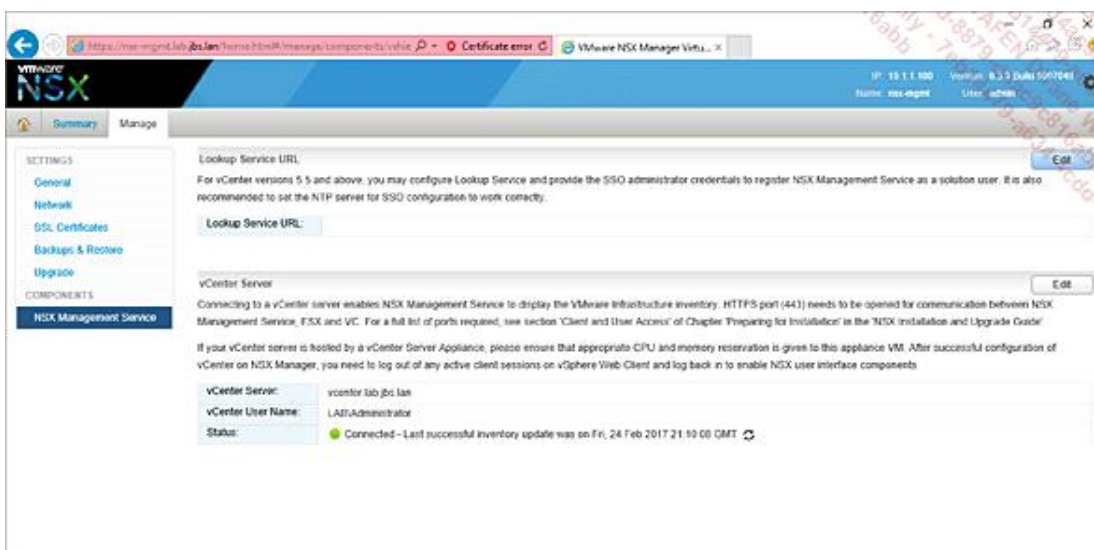 https://nsx-mgmt.lab.jbs.lan/home.html#/manage/components/vshie
Certificate error
VMware NSX Manager Virtu...
vmware
NSX
IP: 10.1.1.100
Name: nsx-mgmt
User: admin
Summary
Manage
SETTINGS
General
Network
SSL Certificates
Backups & Restore
Upgrade
COMPONENTS
NSX Management Service
Lookup Service URL
Edit
For vCenter versions 5.5 and above, you may configure Lookup Service and provide the SSO administrator credentials to register NSX Management Service as a solution user. It is also
recommended to set the NTP server for SSO configuration to work correctly.
Lookup Service URL:
vCenter Server
Edit
Connecting to a vCenter server enables NSX Management Service to display the VMware Infrastructure inventory. HTTPS port (443) needs to be opened for communication between NSX
Management Service, ESX and VC. For a full list of ports required, see section 'Client and User Access' of Chapter 'Preparing for Installation' in the 'NSX Installation and Upgrade Guide'
If your vCenter server is hosted by a vCenter Server Appliance, please ensure that appropriate CPU and memory reservation is given to this appliance VM. After successful configuration of
vCenter on NSX Manager, you need to log out of any active client sessions on vSphere Web Client and log back in to enable NSX user interface components
vCenter Server: vcenter.lab.jbs.lan
vCenter User Name: LAB\Administrator
Status: Connected - Last successful inventory update was on Fri, 24 Feb 2017 21:10:08 GMT